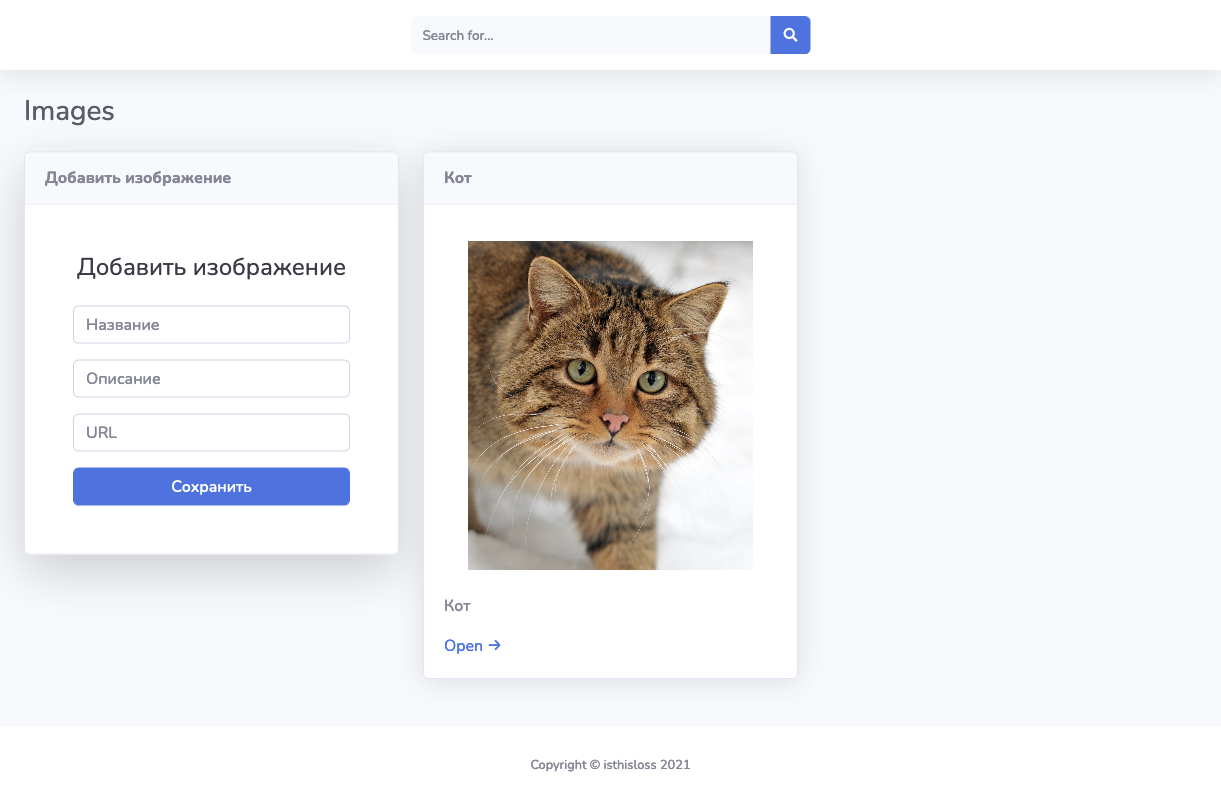 Search for...
Images
Добавить изображение
Добавить изображение
Название
Описание
URL
Сохранить
Кот
Кот
Open →
Copyright © isthisloss 2021